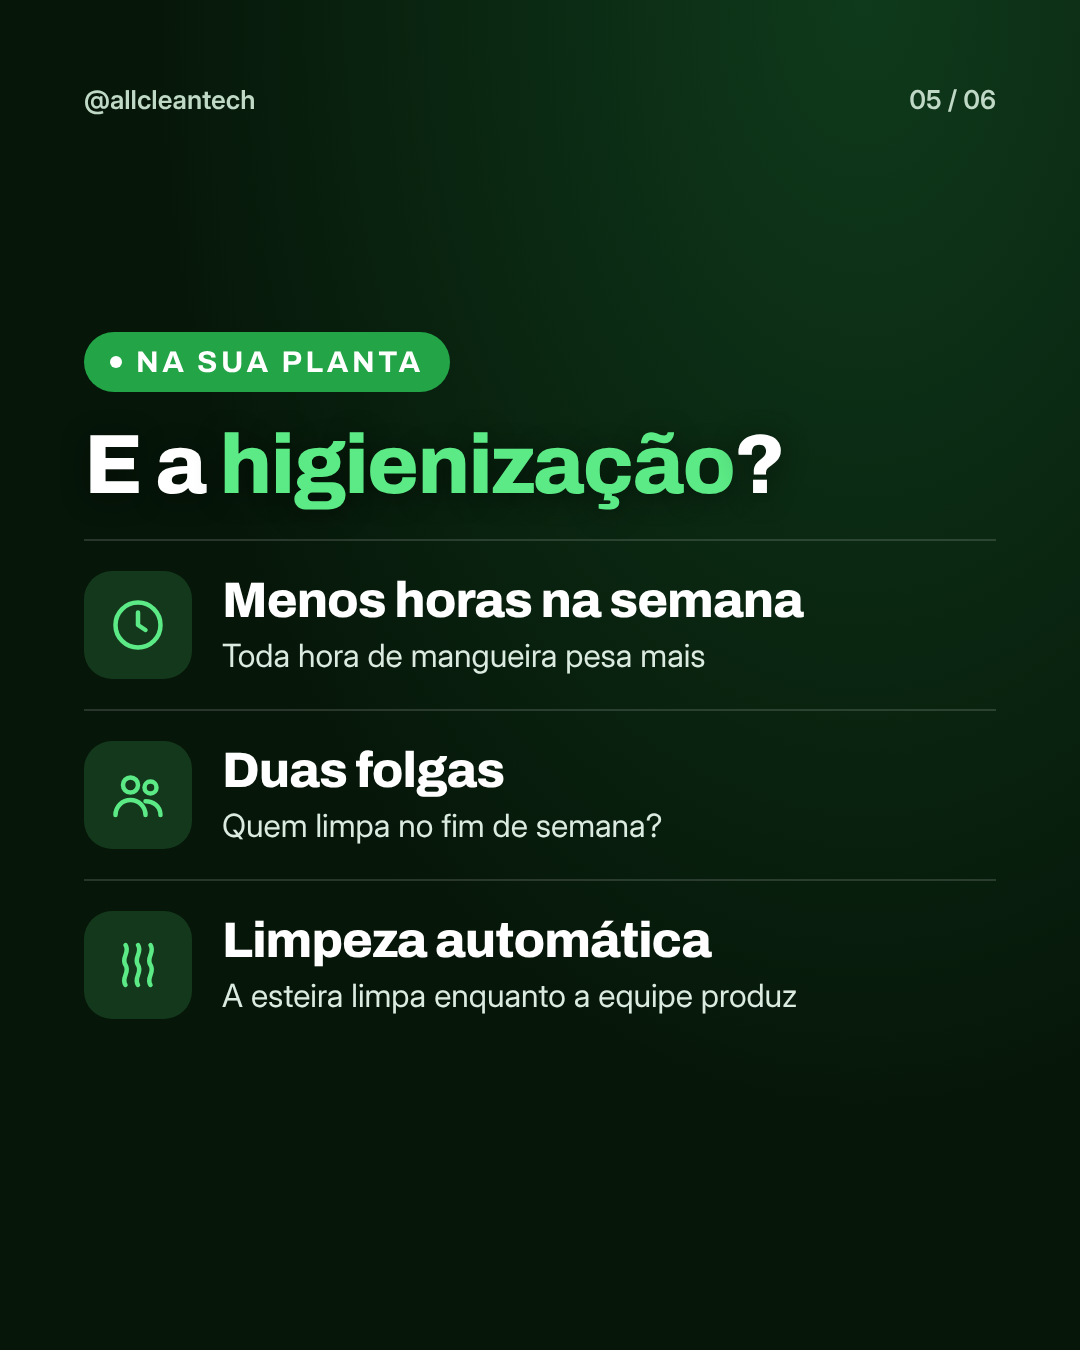 @allcleantech
05 / 06
NA SUA PLANTA
E a higienização?
Menos horas na semana
Toda hora de mangueira pesa mais
Duas folgas
Quem limpa no fim de semana?
Limpeza automática
A esteira limpa enquanto a equipe produz